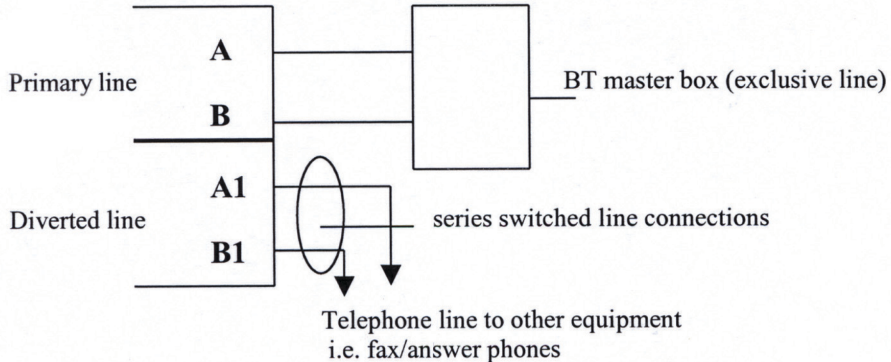 A
Primary line
BT master box (exclusive line)
B
A1
Diverted line
series switched line connections
B1
Telephone line to other equipment
i.e. fax/answer phones